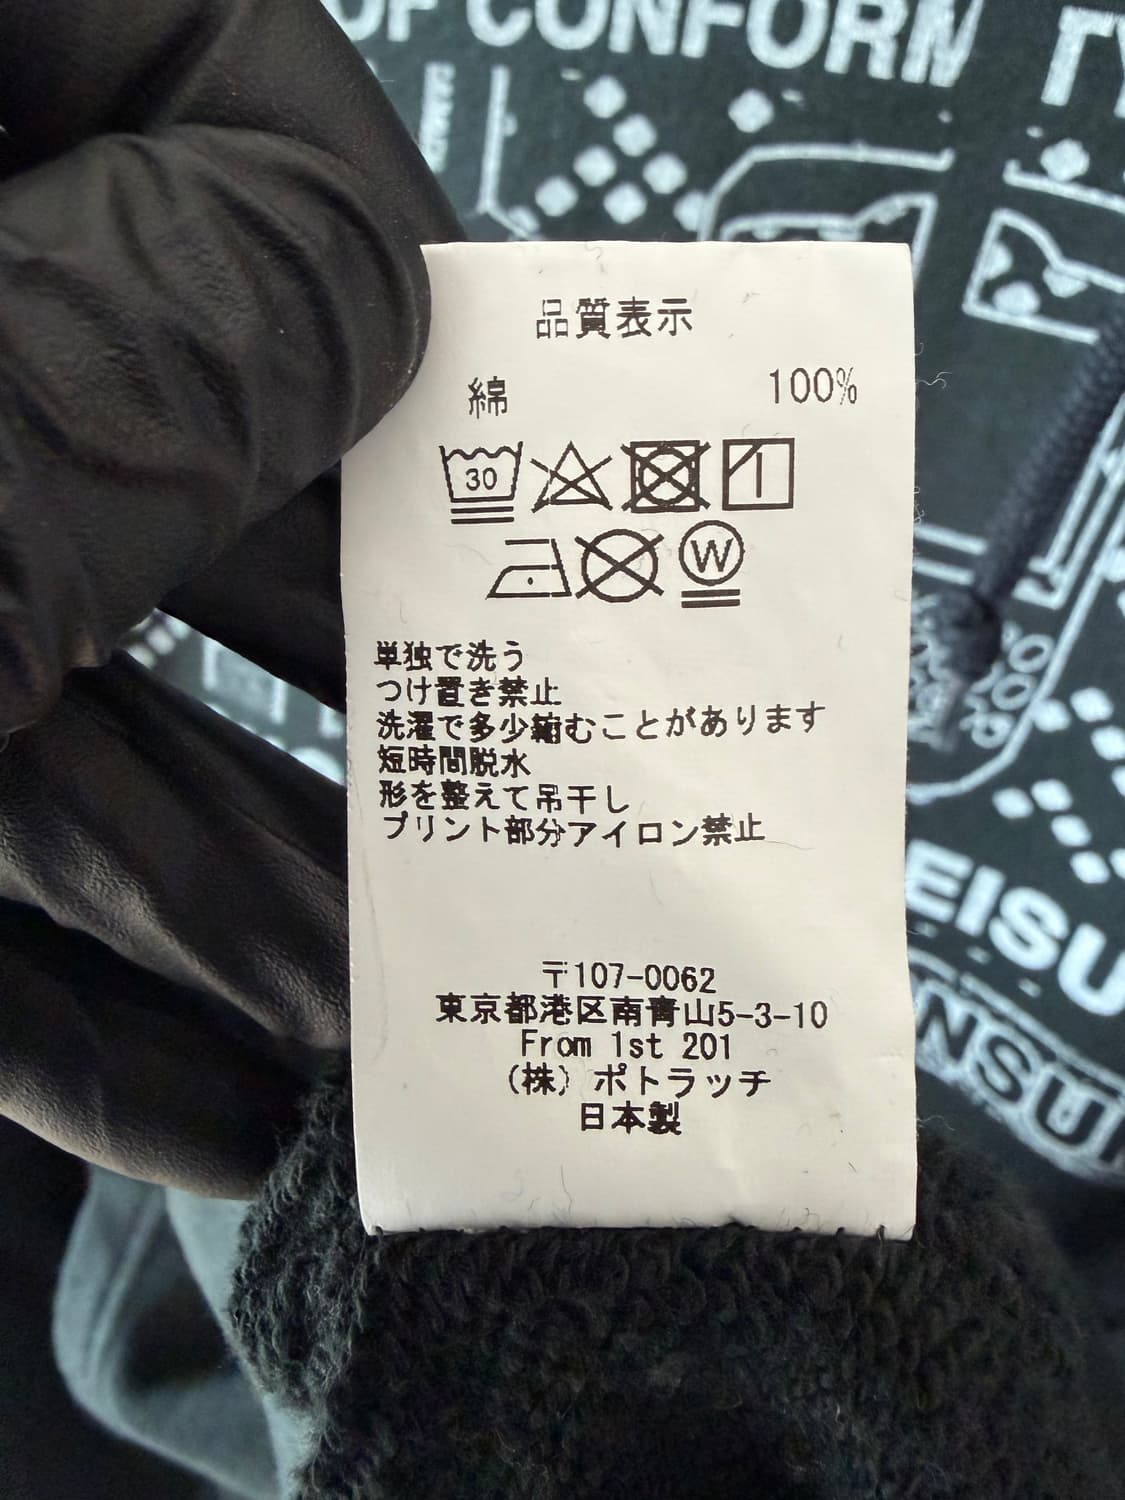 OF CONFORM TY
品質表示
綿 100%
30
W
単独で洗う
つけ置き禁止
洗濯で多少縮むことがあります
短時間脱水
形を整えて吊干し
プリント部分アイロン禁止
EISU
NSU
〒107-0062
東京都港区南青山5-3-10
From 1st 201
(株) ポトラッチ
日本製